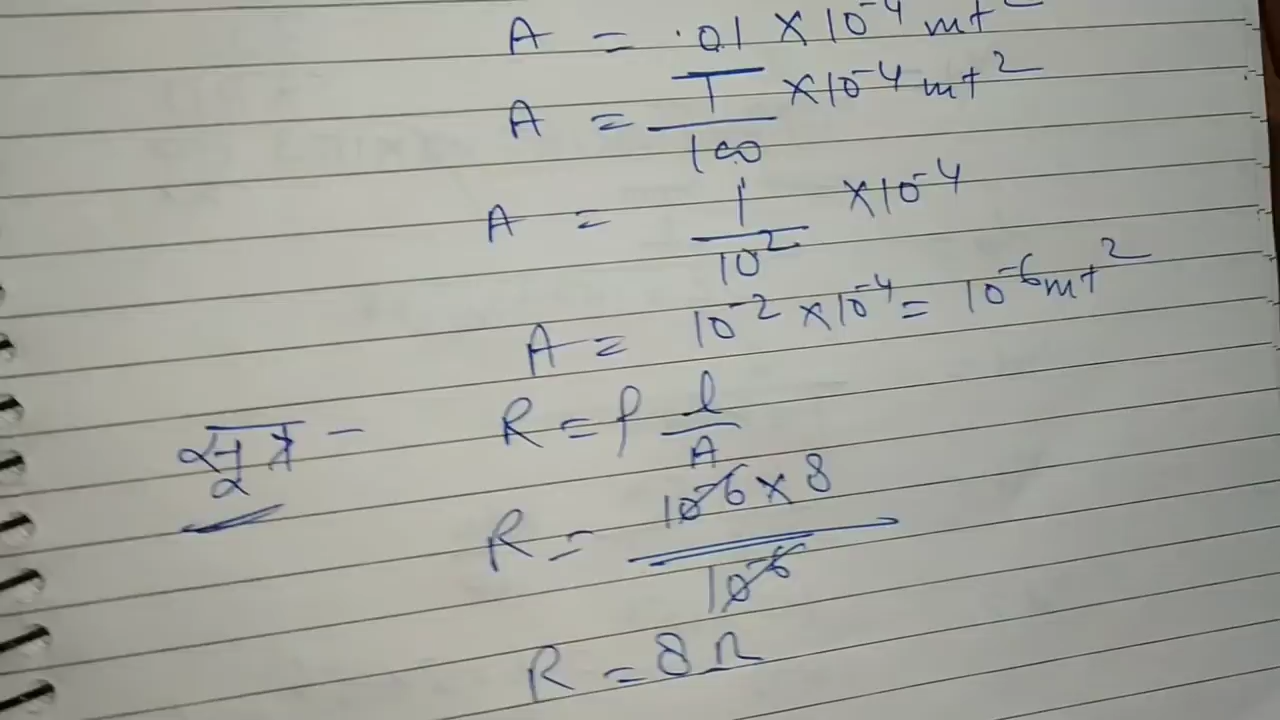 A = .01 × 10⁻⁴ mt²
A = 1/100 × 10⁻⁴ mt²
A = 1/10² × 10⁻⁴
A = 10⁻² × 10⁻⁴ = 10⁻⁶ mt²
सूत्र - R = ρ l/A
R = 10⁻⁶ × 8 / 10⁻⁶
R = 8 Ω